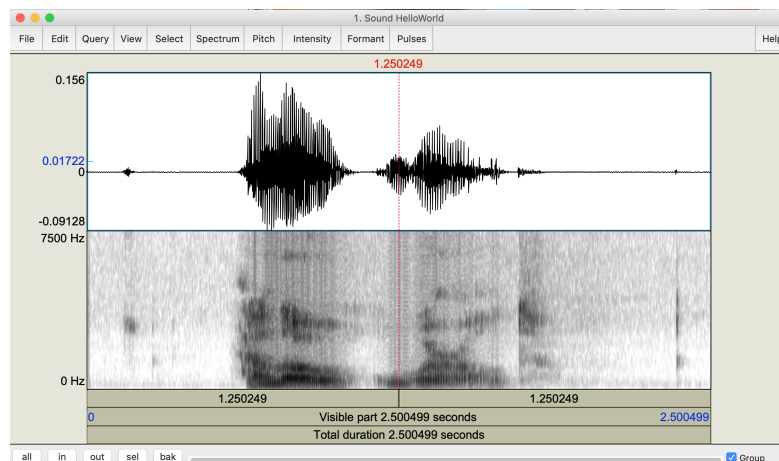 1. Sound HelloWorld
File Edit Query View Select Spectrum Pitch Intensity Formant Pulses Help
1.250249
0.156
0.01722
0
-0.09128
7500 Hz
0 Hz
1.250249 1.250249
0 Visible part 2.500499 seconds 2.500499
Total duration 2.500499 seconds
all in out sel bak Group